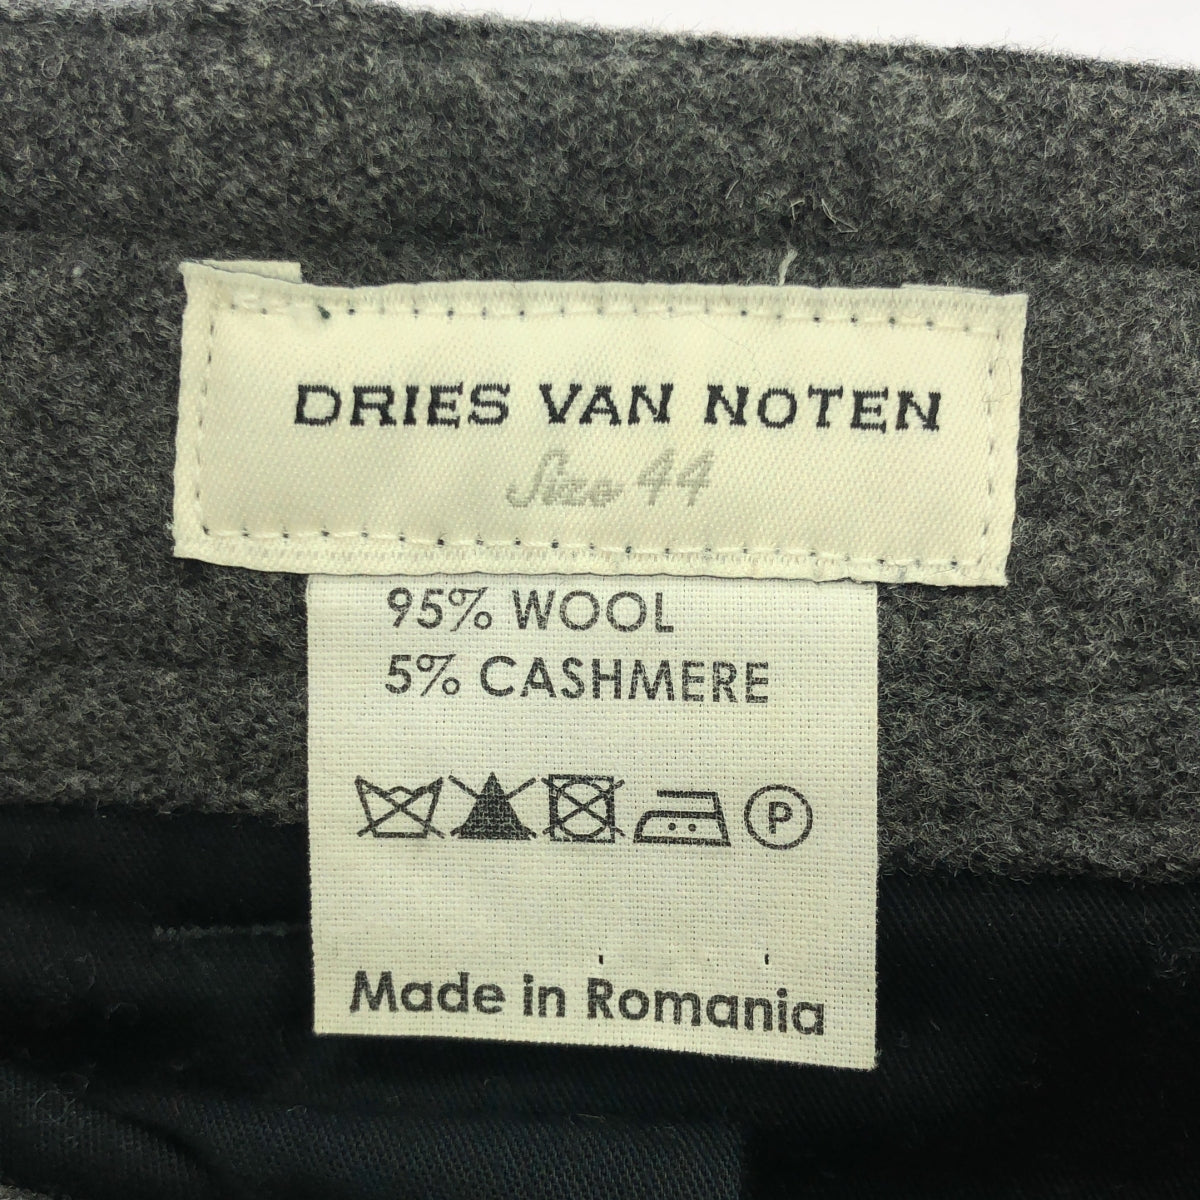 DRIES VAN NOTEN
Size 44
95% WOOL
5% CASHMERE
P
Made in Romania